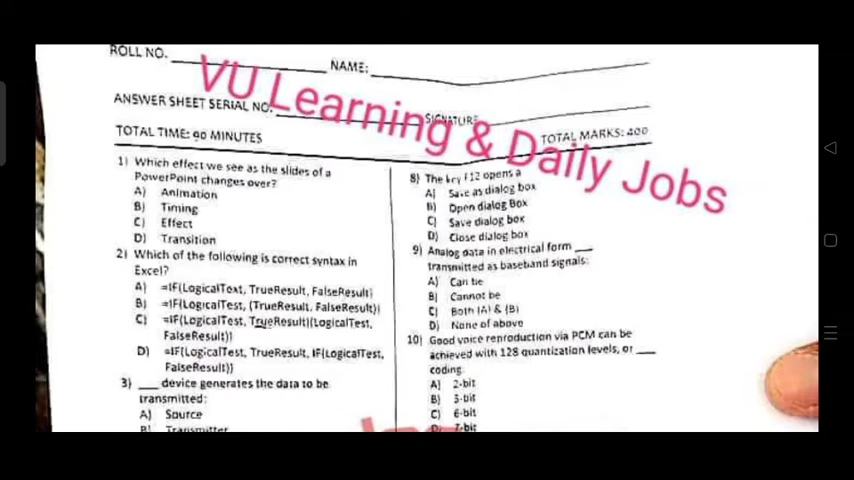 ROLL NO. ____________ NAME: ____________
VU Learning & Daily Jobs
ANSWER SHEET SERIAL NO. ____________ SIGNATURE ____________
TOTAL TIME: 90 MINUTES
TOTAL MARKS: 400
1) Which effect we see as the slides of a
PowerPoint changes over?
A) Animation
B) Timing
C) Effect
D) Transition
2) Which of the following is correct syntax in
Excel?
A) =IF(LogicalText, TrueResult, FalseResult)
B) =IF(LogicalTest, (TrueResult, FalseResult))
C) =IF(LogicalTest, TrueResult)(LogicalTest,
FalseResult))
D) =IF(LogicalTest, TrueResult, IF(LogicalTest,
FalseResult))
3) ___ device generates the data to be
transmitted:
A) Source
B) Transmitter
8) The key F12 opens a
A) Save as dialog box
B) Open dialog Box
C) Save dialog box
D) Close dialog box
9) Analog data in electrical form ___
transmitted as baseband signals:
A) Can be
B) Cannot be
C) Both (A) & (B)
D) None of above
10) Good voice reproduction via PCM can be
achieved with 128 quantization levels, or ___
coding:
A) 2-bit
B) 5-bit
C) 6-bit
D) 7-bit